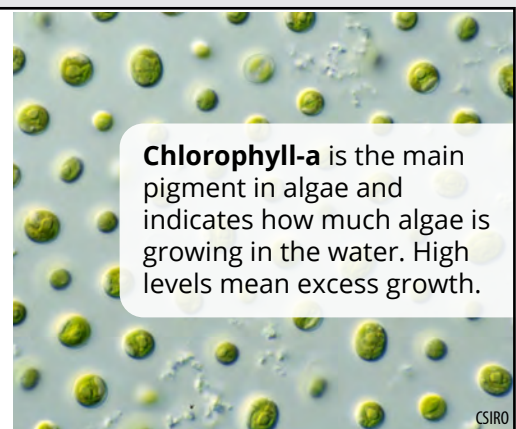 Chlorophyll-a is the main
pigment in algae and
indicates how much algae is
growing in the water. High
levels mean excess growth.
CSIRO